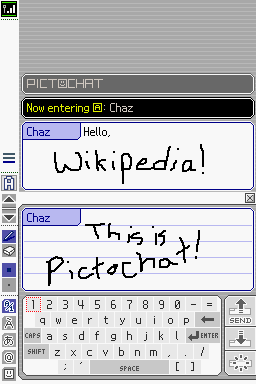 PICTOCHAT
Now entering A: Chaz
Chaz Hello,
Wikipedia!
A
Chaz
This is
Pictochat!
1 2 3 4 5 6 7 8 9 0 - =
q w e r t y u i o p ←
CAPS a s d f g h j k l ENTER
SHIFT z x c v b n m , . /
; ´ SPACE [ ]
SEND